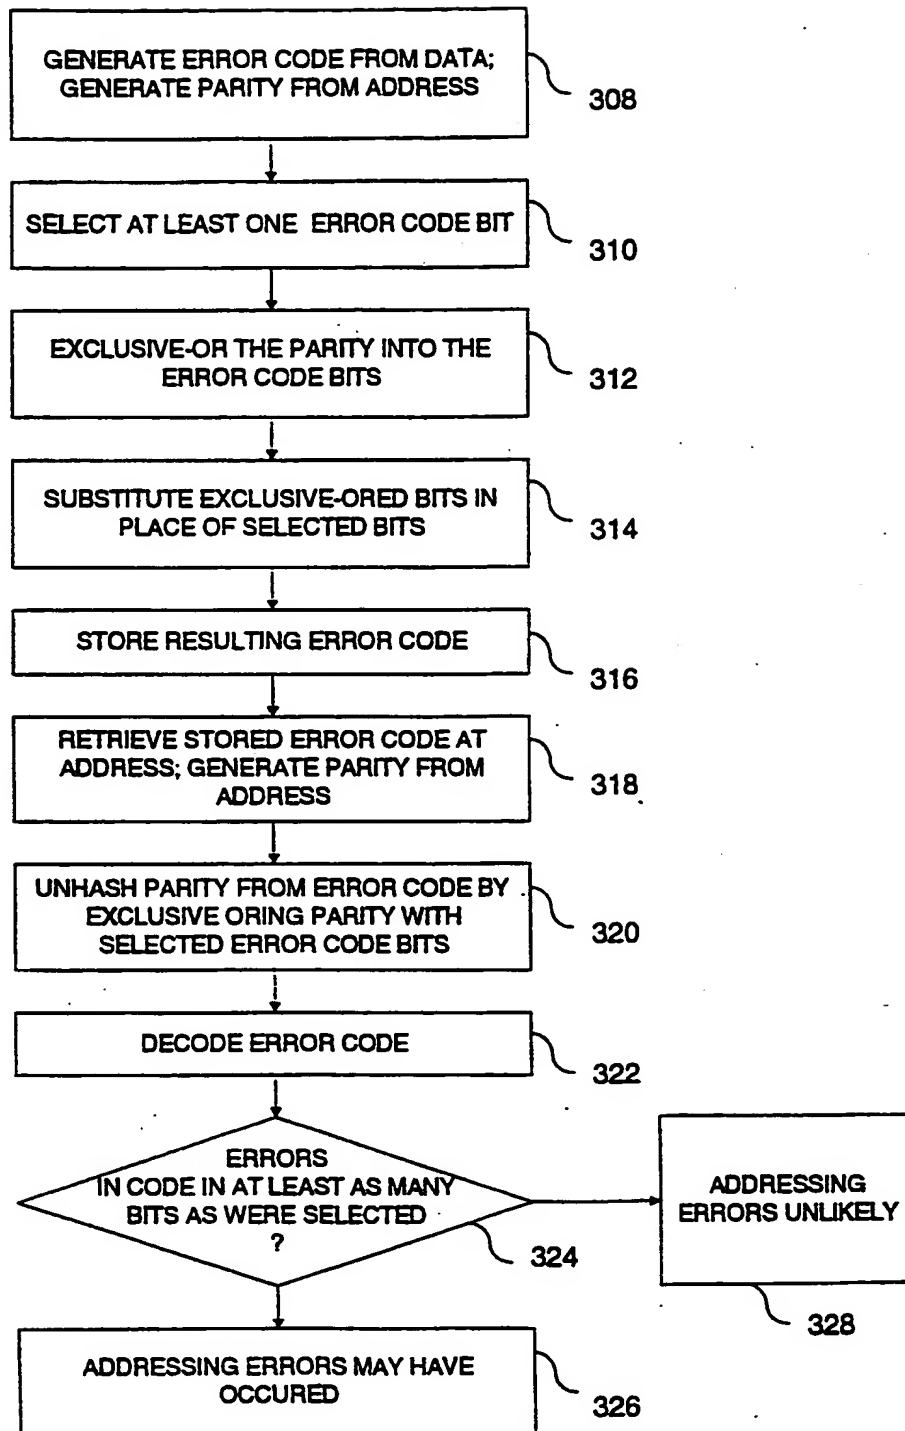 GENERATE ERROR CODE FROM DATA;
GENERATE PARITY FROM ADDRESS
308
SELECT AT LEAST ONE ERROR CODE BIT
310
EXCLUSIVE-OR THE PARITY INTO THE
ERROR CODE BITS
312
SUBSTITUTE EXCLUSIVE-ORED BITS IN
PLACE OF SELECTED BITS
314
STORE RESULTING ERROR CODE
316
RETRIEVE STORED ERROR CODE AT
ADDRESS; GENERATE PARITY FROM
ADDRESS
318
UNHASH PARITY FROM ERROR CODE BY
EXCLUSIVE ORING PARITY WITH
SELECTED ERROR CODE BITS
320
DECODE ERROR CODE
322
ERRORS
IN CODE IN AT LEAST AS MANY
BITS AS WERE SELECTED
?
324
ADDRESSING
ERRORS UNLIKELY
328
ADDRESSING ERRORS MAY HAVE
OCCURED
326